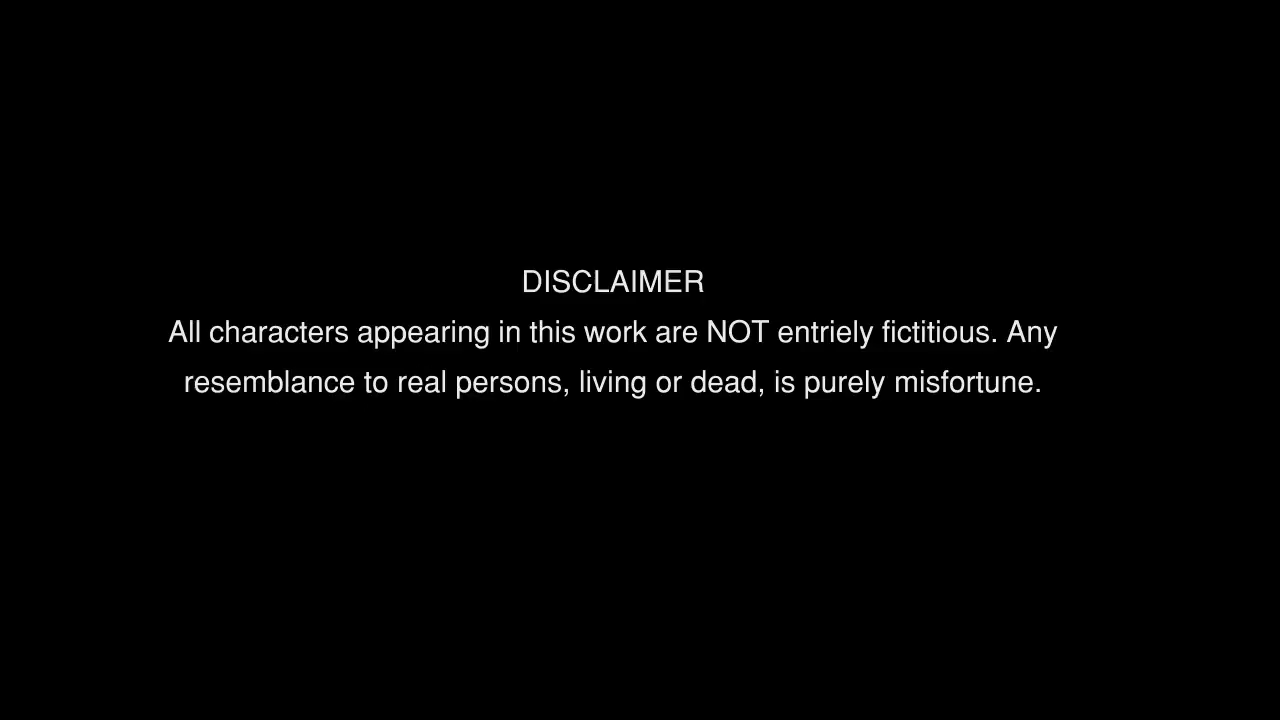 DISCLAIMER
All characters appearing in this work are NOT entriely fictitious. Any
resemblance to real persons, living or dead, is purely misfortune.